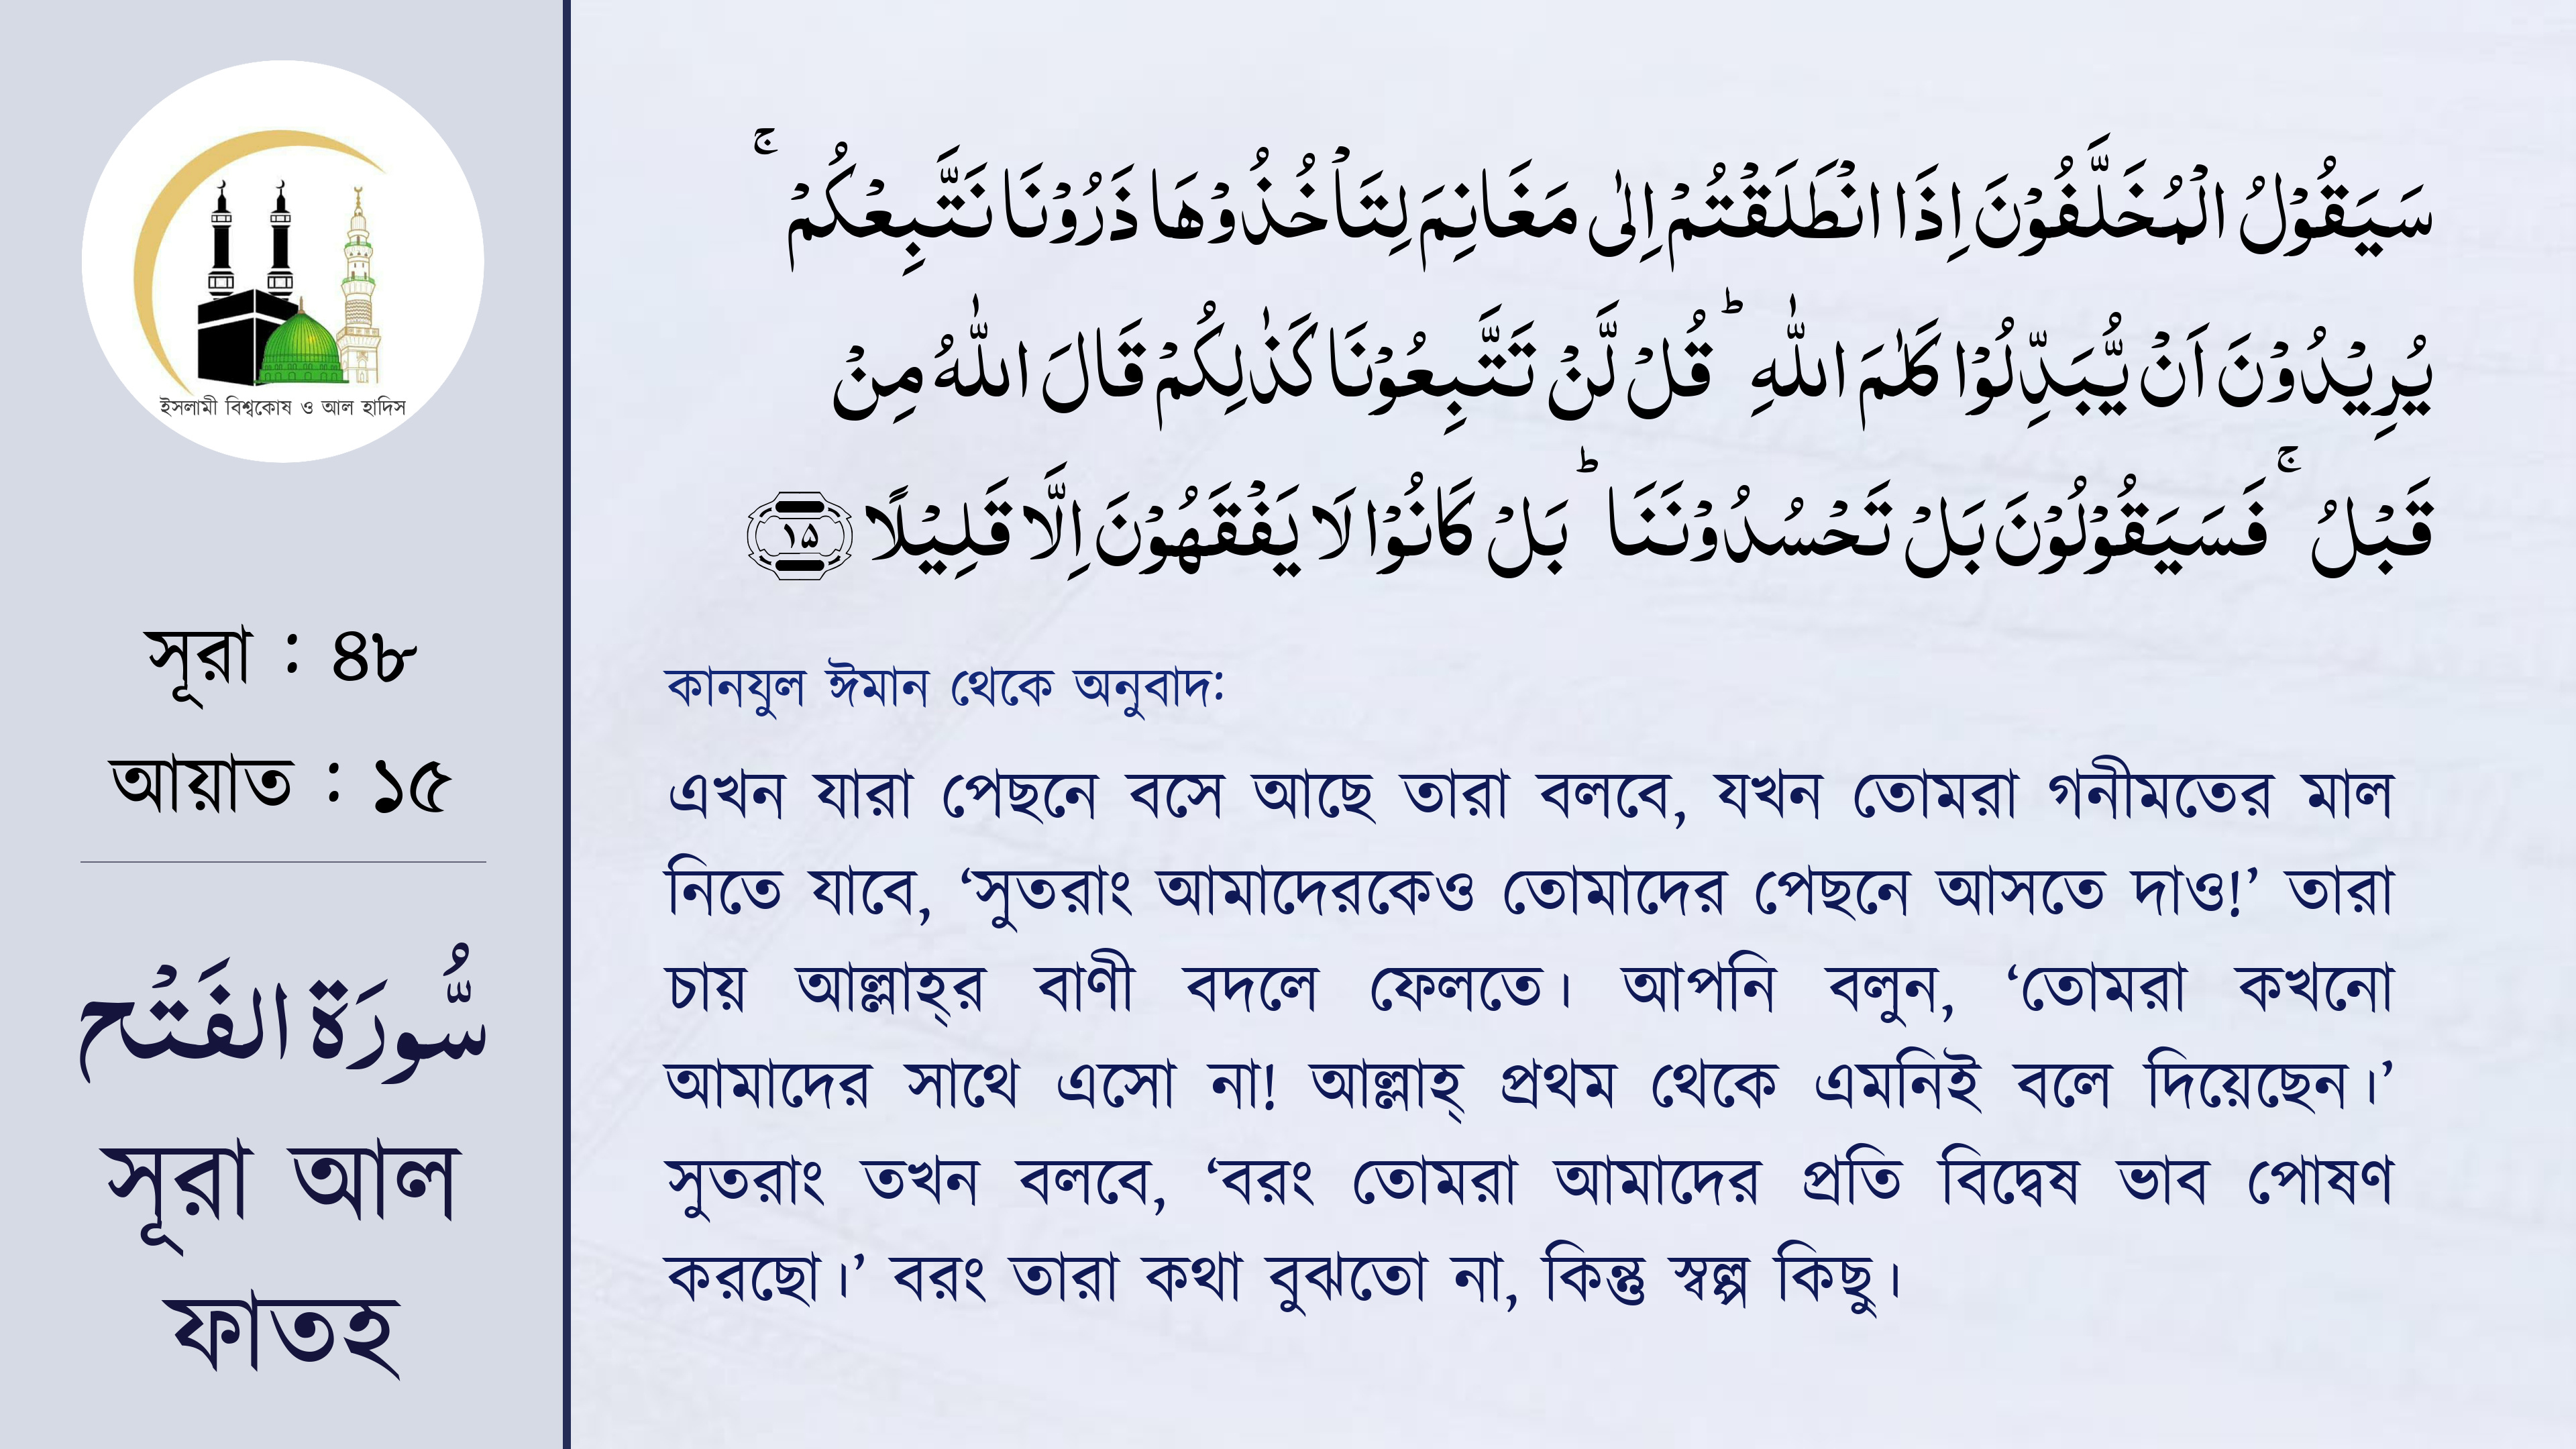 ইসলামী বিশ্বকোষ ও আল হাদিস
সূরা : ৪৮
আয়াত : ১৫
سُّورَة الفَتْح
সূরা আল
ফাতহ
سَيَقُوْلُ الْمُخَلَّفُوْنَ اِذَا انْطَلَقْتُمْ اِلٰى مَغَانِمَ لِتَاْخُذُوْهَا ذَرُوْنَا نَتَّبِعْكُمْ ۚ
يُرِيْدُوْنَ اَنْ يُّبَدِّلُوْا كَلٰمَ اللّٰهِ ؕ قُلْ لَّنْ تَتَّبِعُوْنَا كَذٰلِكُمْ قَالَ اللّٰهُ مِنْ
قَبْلُ ۚ فَسَيَقُوْلُوْنَ بَلْ تَحْسُدُوْنَنَا ؕ بَلْ كَانُوْا لَا يَفْقَهُوْنَ اِلَّا قَلِيْلًا ﴿۱۵﴾
কানযুল ঈমান থেকে অনুবাদ:
এখন যারা পেছনে বসে আছে তারা বলবে, যখন তোমরা গনীমতের মাল
নিতে যাবে, ‘সুতরাং আমাদেরকেও তোমাদের পেছনে আসতে দাও!’ তারা
চায় আল্লাহ্‌র বাণী বদলে ফেলতে। আপনি বলুন, ‘তোমরা কখনো
আমাদের সাথে এসো না! আল্লাহ্ প্রথম থেকে এমনিই বলে দিয়েছেন।’
সুতরাং তখন বলবে, ‘বরং তোমরা আমাদের প্রতি বিদ্বেষ ভাব পোষণ
করছো।’ বরং তারা কথা বুঝতো না, কিন্তু স্বল্প কিছু।